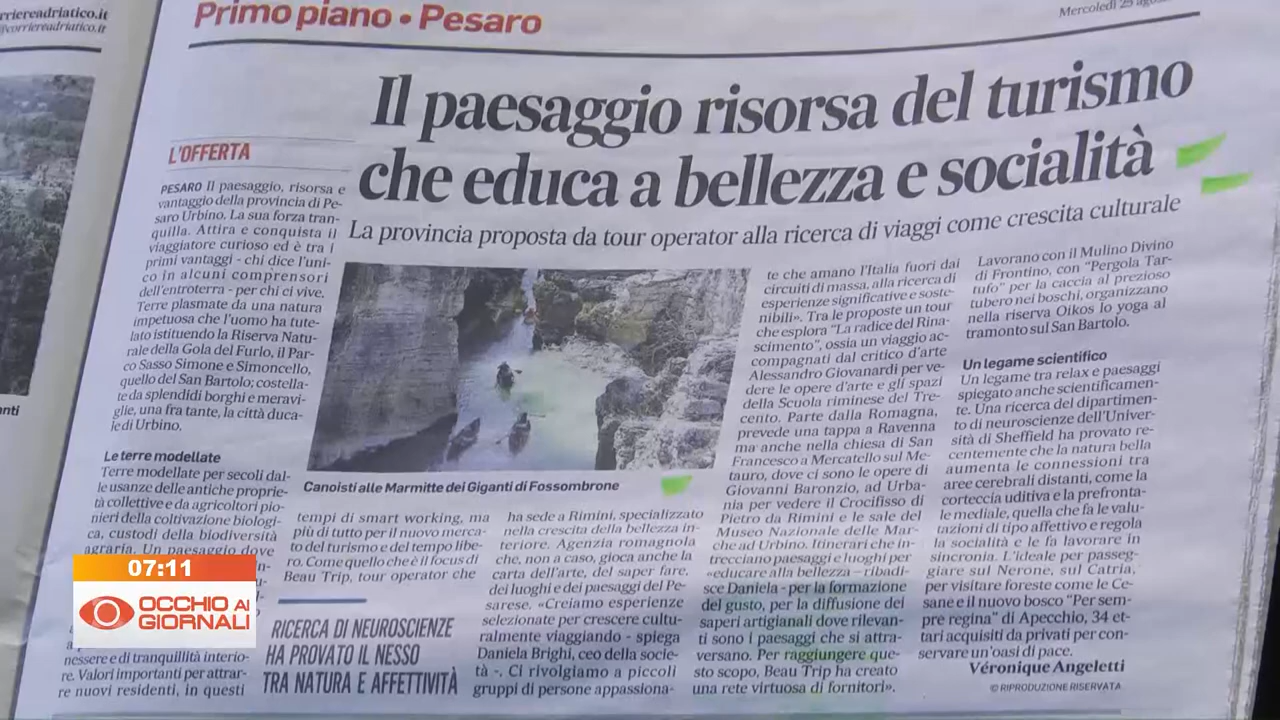 rriereadriatico.it
@corriereadriatico.it
Primo piano • Pesaro
Mercoledì 25
Il paesaggio risorsa del turismo
che educa a bellezza e socialità
La provincia proposta da tour operator alla ricerca di viaggi come crescita culturale
L'OFFERTA
PESARO Il paesaggio, risorsa e
vantaggio della provincia di Pe-
saro Urbino. La sua forza tran-
quilla. Attira e conquista il
viaggiatore curioso ed è tra i
primi vantaggi - chi dice l'uni-
co in alcuni comprensori
dell'entroterra - per chi ci vive.
Terre plasmate da una natura
impetuosa che l'uomo ha tute-
lato istituendo la Riserva Natu-
rale della Gola del Furlo, il Par-
co Sasso Simone e Simoncello,
quello del San Bartolo; costella-
te da splendidi borghi e meravi-
glie, una fra tante, la città duca-
le di Urbino.
Le terre modellate
Terre modellate per secoli dal-
le usanze delle antiche proprie-
tà collettive e da agricoltori pio-
nieri della coltivazione biologi-
ca, custodi della biodiversità
agraria. Un paesaggio dove
nessere e di tranquillità interio-
re. Valori importanti per attrar-
re nuovi residenti, in questi
Canoisti alle Marmitte dei Giganti di Fossombrone
tempi di smart working, ma
più di tutto per il nuovo merca-
to del turismo e del tempo libe-
ro. Come quello che è il focus di
Beau Trip, tour operator che
RICERCA DI NEUROSCIENZE
HA PROVATO IL NESSO
TRA NATURA E AFFETTIVITÀ
ha sede a Rimini, specializzato
nella crescita della bellezza in-
teriore. Agenzia romagnola
che, non a caso, gioca anche la
carta dell'arte, del saper fare,
dei luoghi e dei paesaggi del Pe-
sarese. «Creiamo esperienze
selezionate per crescere cultu-
ralmente viaggiando - spiega
Daniela Brighi, ceo della socie-
tà -. Ci rivolgiamo a piccoli
gruppi di persone appassiona-
te che amano l'Italia fuori dai
circuiti di massa, alla ricerca di
esperienze significative e soste-
nibili». Tra le proposte un tour
che esplora "La radice del Rina-
scimento", ossia un viaggio ac-
compagnati dal critico d'arte
Alessandro Giovanardi per ve-
dere le opere d'arte e gli spazi
della Scuola riminese del Tre-
cento. Parte dalla Romagna,
prevede una tappa a Ravenna
ma anche nella chiesa di San
Francesco a Mercatello sul Me-
tauro, dove ci sono le opere di
Giovanni Baronzio, ad Urba-
nia per vedere il Crocifisso di
Pietro da Rimini e le sale del
Museo Nazionale delle Mar-
che ad Urbino. Itinerari che in-
trecciano paesaggi e luoghi per
«educare alla bellezza – ribadi-
sce Daniela - per la formazione
del gusto, per la diffusione dei
saperi artigianali dove rilevan-
ti sono i paesaggi che si attra-
versano. Per raggiungere que-
sto scopo, Beau Trip ha creato
una rete virtuosa di fornitori».
Lavorano con il Mulino Divino
di Frontino, con "Pergola Tar-
tufo" per la caccia al prezioso
tubero nei boschi, organizzano
nella riserva Oikos lo yoga al
tramonto sul San Bartolo.
Un legame scientifico
Un legame tra relax e paesaggi
spiegato anche scientificamen-
te. Una ricerca del dipartimen-
to di neuroscienze dell'Univer-
sità di Sheffield ha provato re-
centemente che la natura bella
aumenta le connessioni tra
aree cerebrali distanti, come la
corteccia uditiva e la prefronta-
le mediale, quella che fa le valu-
tazioni di tipo affettivo e regola
la socialità e le fa lavorare in
sincronia. L'ideale per passeg-
giare sul Nerone, sul Catria,
per visitare foreste come le Ce-
sane e il nuovo bosco "Per sem-
pre regina" di Apecchio, 34 et-
tari acquisiti da privati per con-
servare un'oasi di pace.
Véronique Angeletti
© RIPRODUZIONE RISERVATA
07:11
OCCHIO AI
GIORNALI